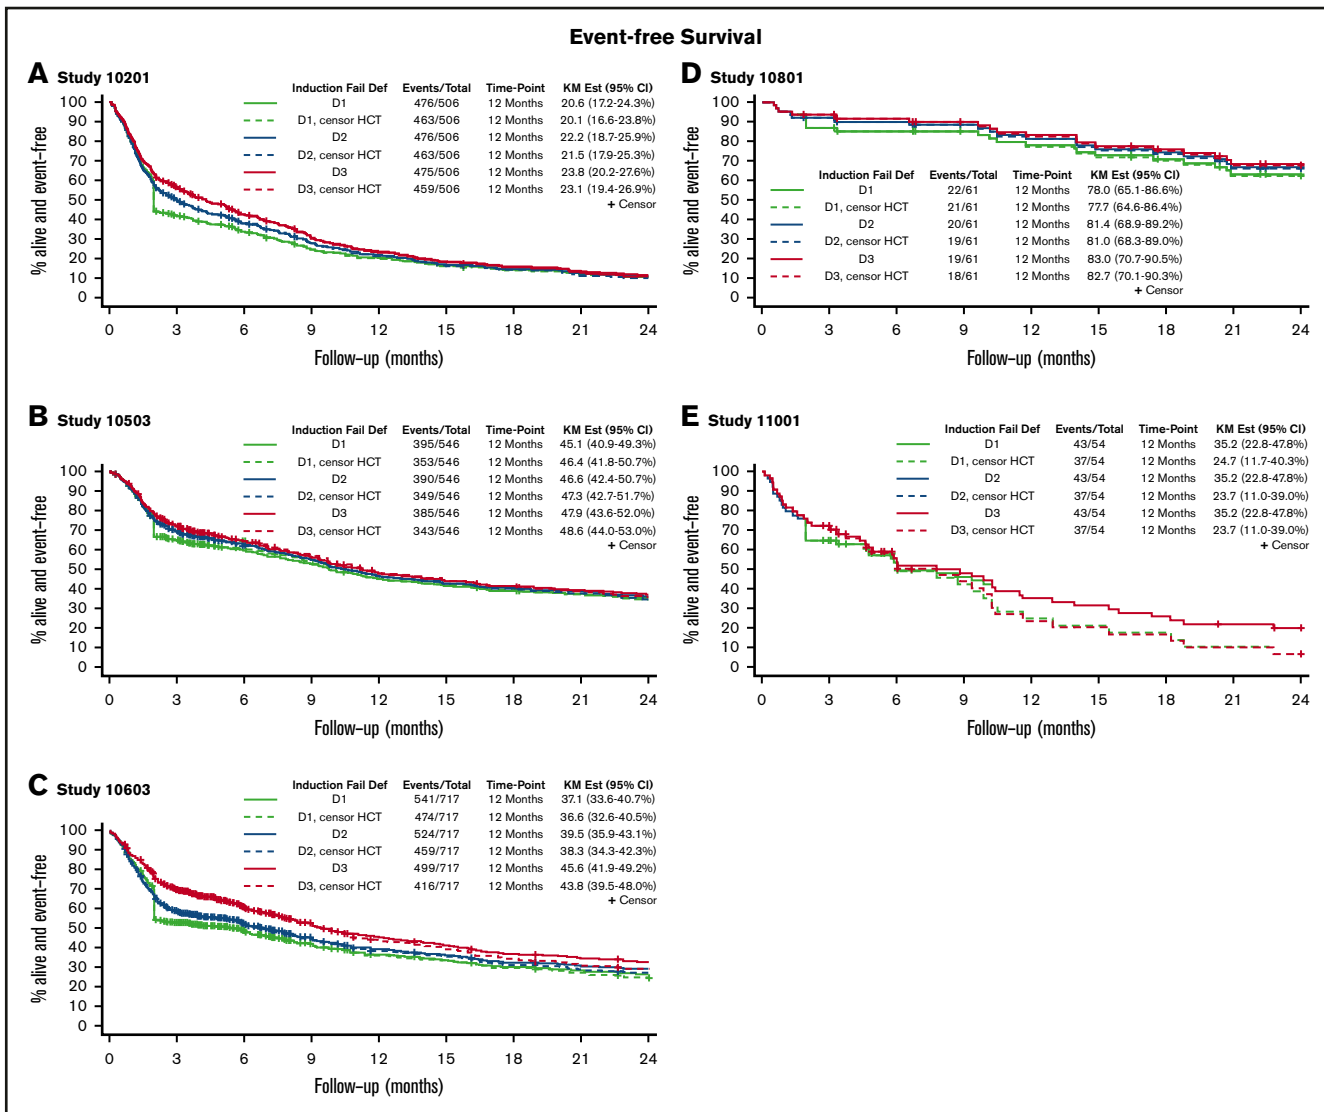 Event-free Survival
A Study 10201
Induction Fail Def Events/Total Time-Point KM Est (95% CI)
D1 476/506 12 Months 20.6 (17.2-24.3%)
D1, censor HCT 463/506 12 Months 20.1 (16.6-23.8%)
D2 476/506 12 Months 22.2 (18.7-25.9%)
D2, censor HCT 463/506 12 Months 21.5 (17.9-25.3%)
D3 475/506 12 Months 23.8 (20.2-27.6%)
D3, censor HCT 459/506 12 Months 23.1 (19.4-26.9%)
+ Censor
% alive and event-free
100
90
80
70
60
50
40
30
20
10
0
0 3 6 9 12 15 18 21 24
Follow-up (months)
B Study 10503
Induction Fail Def Events/Total Time-Point KM Est (95% CI)
D1 395/546 12 Months 45.1 (40.9-49.3%)
D1, censor HCT 353/546 12 Months 46.4 (41.8-50.7%)
D2 390/546 12 Months 46.6 (42.4-50.7%)
D2, censor HCT 349/546 12 Months 47.3 (42.7-51.7%)
D3 385/546 12 Months 47.9 (43.6-52.0%)
D3, censor HCT 343/546 12 Months 48.6 (44.0-53.0%)
+ Censor
% alive and event-free
100
90
80
70
60
50
40
30
20
10
0
0 3 6 9 12 15 18 21 24
Follow-up (months)
C Study 10603
Induction Fail Def Events/Total Time-Point KM Est (95% CI)
D1 541/717 12 Months 37.1 (33.6-40.7%)
D1, censor HCT 474/717 12 Months 36.6 (32.6-40.5%)
D2 524/717 12 Months 39.5 (35.9-43.1%)
D2, censor HCT 459/717 12 Months 38.3 (34.3-42.3%)
D3 499/717 12 Months 45.6 (41.9-49.2%)
D3, censor HCT 416/717 12 Months 43.8 (39.5-48.0%)
+ Censor
% alive and event-free
100
90
80
70
60
50
40
30
20
10
0
0 3 6 9 12 15 18 21 24
Follow-up (months)
D Study 10801
Induction Fail Def Events/Total Time-Point KM Est (95% CI)
D1 22/61 12 Months 78.0 (65.1-86.6%)
D1, censor HCT 21/61 12 Months 77.7 (64.6-86.4%)
D2 20/61 12 Months 81.4 (68.9-89.2%)
D2, censor HCT 19/61 12 Months 81.0 (68.3-89.0%)
D3 19/61 12 Months 83.0 (70.7-90.5%)
D3, censor HCT 18/61 12 Months 82.7 (70.1-90.3%)
+ Censor
% alive and event-free
100
90
80
70
60
50
40
30
20
10
0
0 3 6 9 12 15 18 21 24
Follow-up (months)
E Study 11001
Induction Fail Def Events/Total Time-Point KM Est (95% CI)
D1 43/54 12 Months 35.2 (22.8-47.8%)
D1, censor HCT 37/54 12 Months 24.7 (11.7-40.3%)
D2 43/54 12 Months 35.2 (22.8-47.8%)
D2, censor HCT 37/54 12 Months 23.7 (11.0-39.0%)
D3 43/54 12 Months 35.2 (22.8-47.8%)
D3, censor HCT 37/54 12 Months 23.7 (11.0-39.0%)
+ Censor
% alive and event-free
100
90
80
70
60
50
40
30
20
10
0
0 3 6 9 12 15 18 21 24
Follow-up (months)